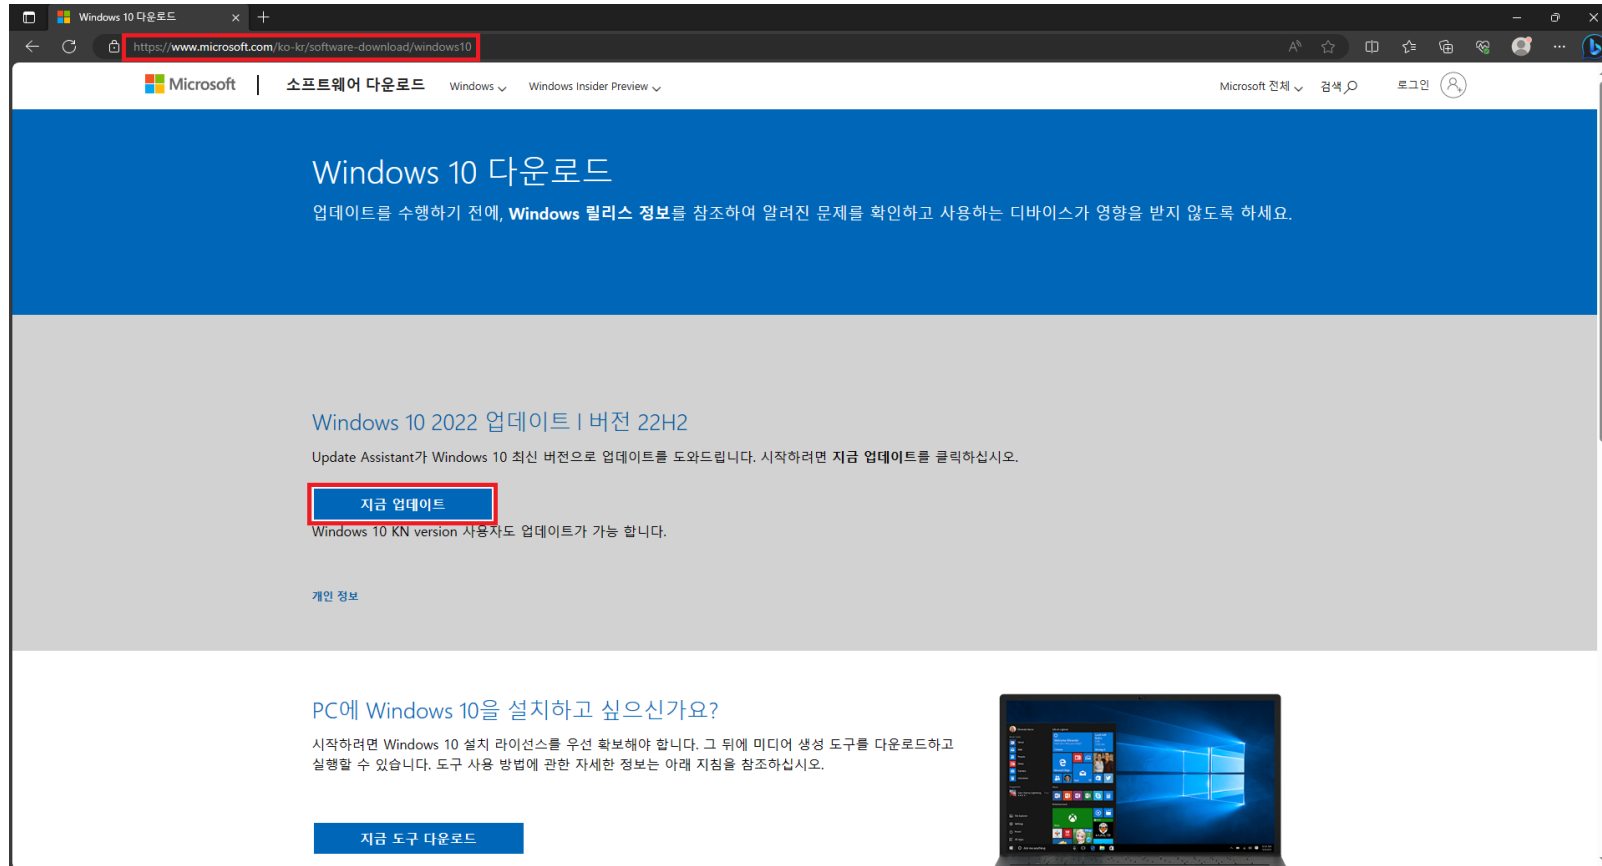 Windows 10 다운로드
https://www.microsoft.com/ko-kr/software-download/windows10
Microsoft 소프트웨어 다운로드 Windows Windows Insider Preview Microsoft 전체 검색 로그인
Windows 10 다운로드
업데이트를 수행하기 전에, Windows 릴리스 정보를 참조하여 알려진 문제를 확인하고 사용하는 디바이스가 영향을 받지 않도록 하세요.
Windows 10 2022 업데이트 l 버전 22H2
Update Assistant가 Windows 10 최신 버전으로 업데이트를 도와드립니다. 시작하려면 지금 업데이트를 클릭하십시오.
지금 업데이트
Windows 10 KN version 사용자도 업데이트가 가능 합니다.
개인 정보
PC에 Windows 10을 설치하고 싶으신가요?
시작하려면 Windows 10 설치 라이선스를 우선 확보해야 합니다. 그 뒤에 미디어 생성 도구를 다운로드하고
실행할 수 있습니다. 도구 사용 방법에 관한 자세한 정보는 아래 지침을 참조하십시오.
지금 도구 다운로드